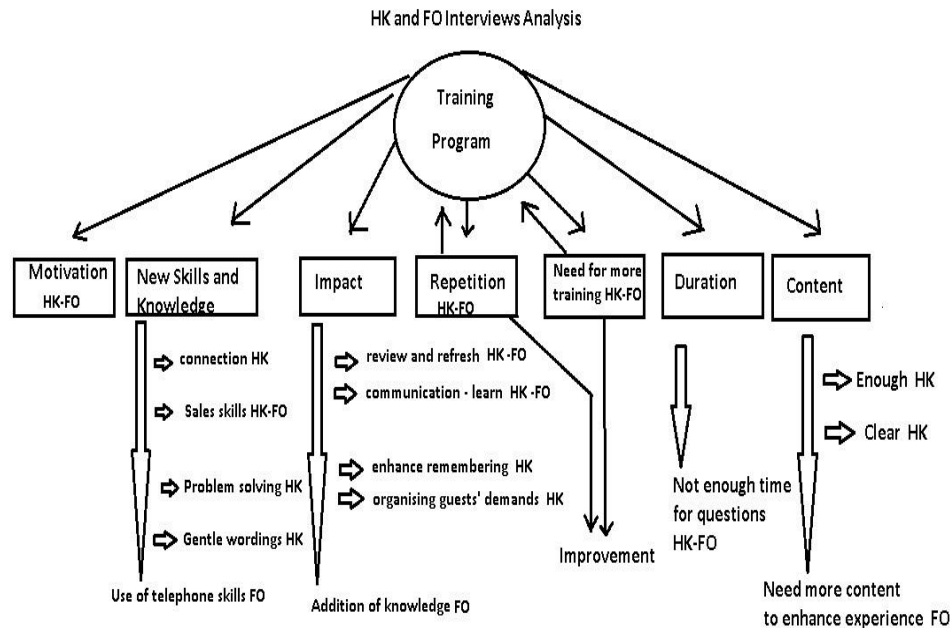 HK and FO Interviews Analysis
Training
Program
Motivation
HK-FO
New Skills and
Knowledge
Impact
Repetition
HK-FO
Need for more
training HK-FO
Duration
Content
connection HK
Sales skills HK-FO
Problem solving HK
Gentle wordings HK
Use of telephone skills FO
review and refresh HK-FO
communication - learn HK-FO
enhance remembering HK
organising guests' demands HK
Addition of knowledge FO
Improvement
Not enough time
for questions
HK-FO
Enough HK
Clear HK
Need more content
to enhance experience FO